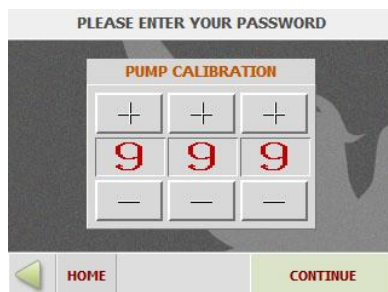 PLEASE ENTER YOUR PASSWORD
PUMP CALIBRATION
+ + +
9 9 9
− − −
HOME CONTINUE